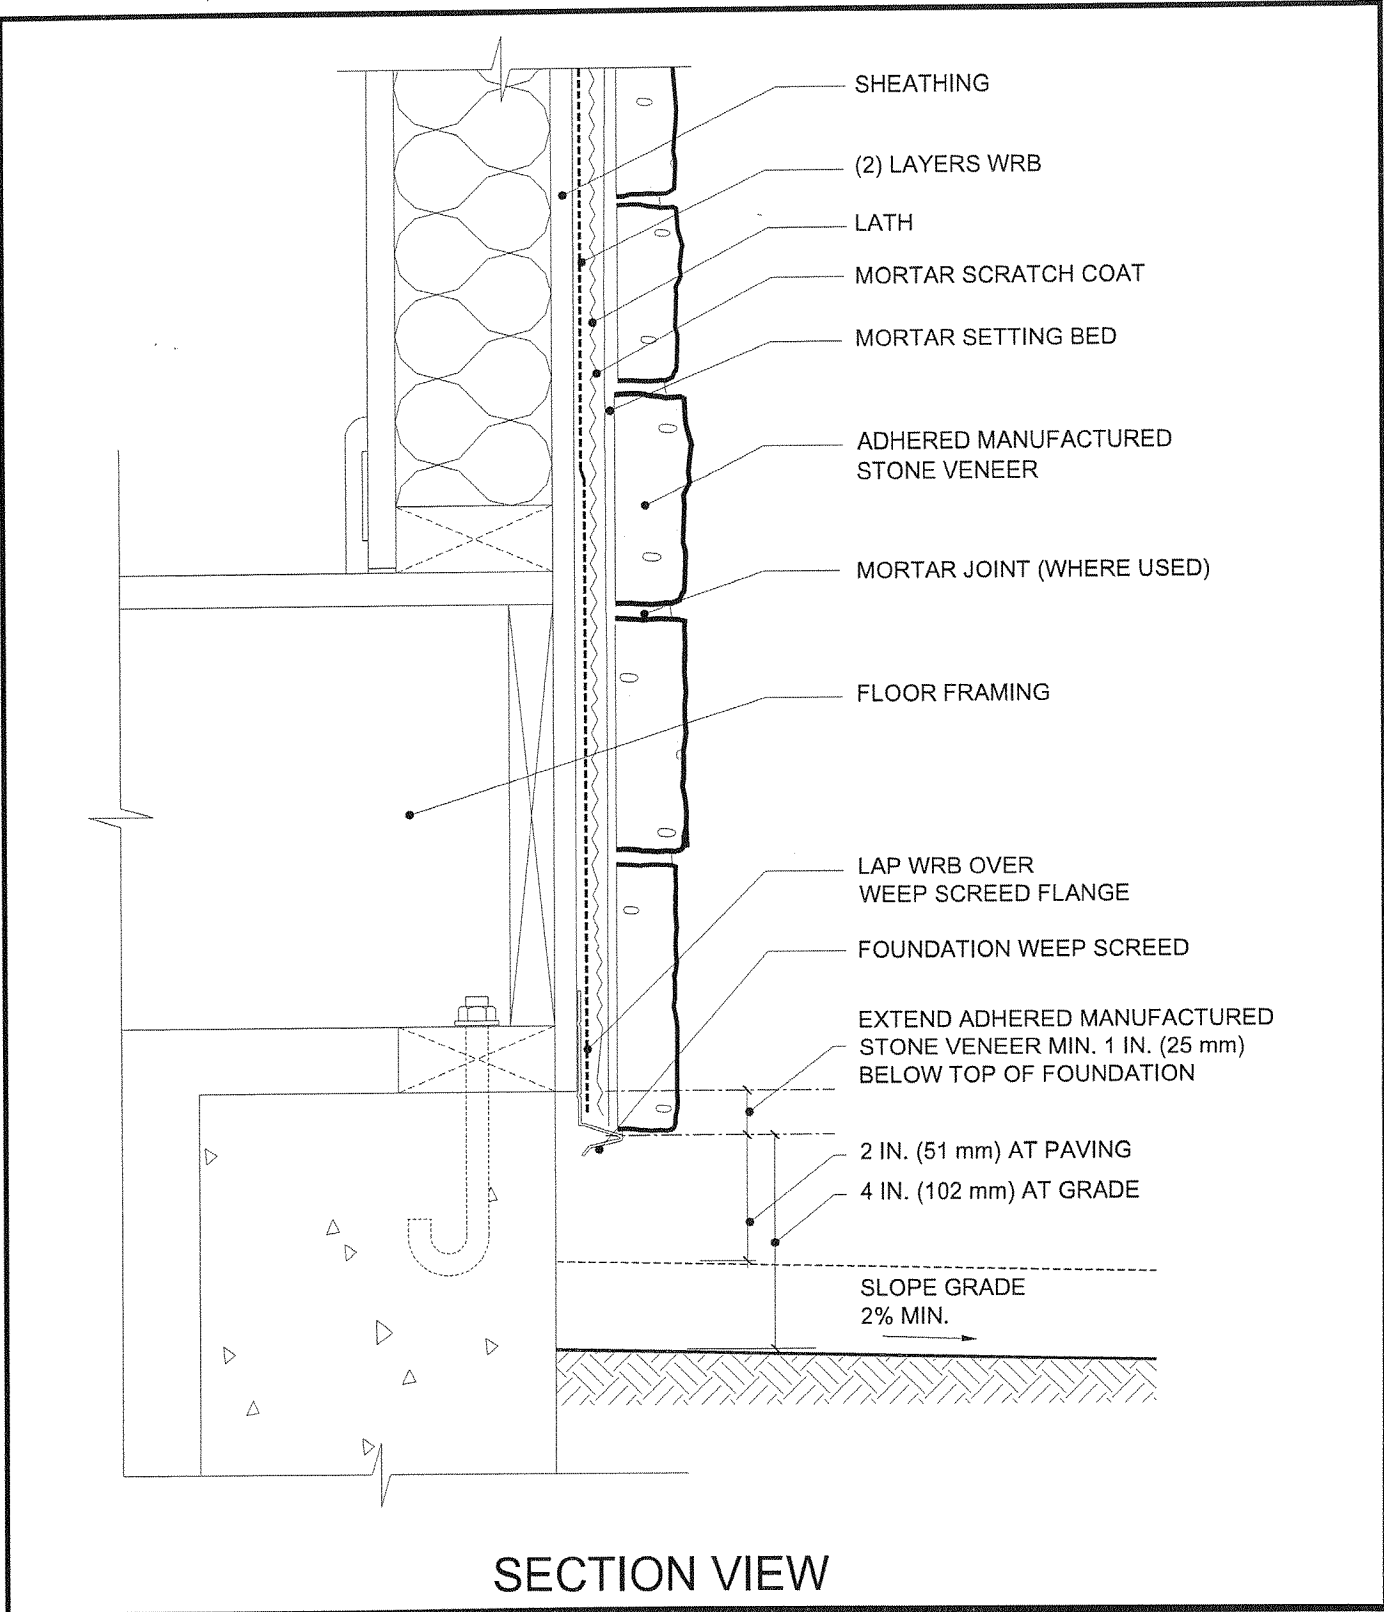 SHEATHING
(2) LAYERS WRB
LATH
MORTAR SCRATCH COAT
MORTAR SETTING BED
ADHERED MANUFACTURED
STONE VENEER
MORTAR JOINT (WHERE USED)
FLOOR FRAMING
LAP WRB OVER
WEEP SCREED FLANGE
FOUNDATION WEEP SCREED
EXTEND ADHERED MANUFACTURED
STONE VENEER MIN. 1 IN. (25 mm)
BELOW TOP OF FOUNDATION
2 IN. (51 mm) AT PAVING
4 IN. (102 mm) AT GRADE
SLOPE GRADE
2% MIN.
SECTION VIEW